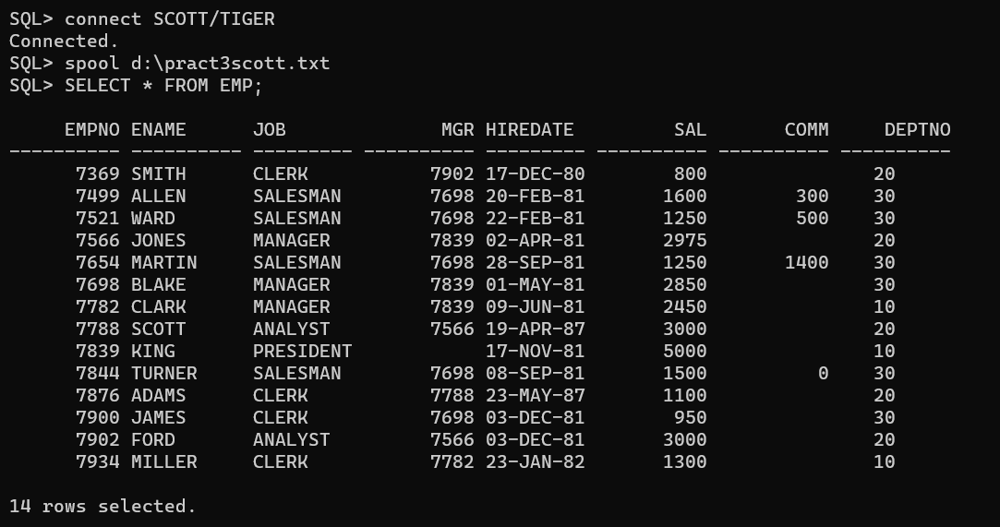 SQL> connect SCOTT/TIGER
Connected.
SQL> spool d:\pract3scott.txt
SQL> SELECT * FROM EMP;

     EMPNO ENAME      JOB              MGR HIREDATE         SAL       COMM     DEPTNO
---------- ---------- --------- ---------- --------- ---------- ---------- ----------
      7369 SMITH      CLERK           7902 17-DEC-80        800               20
      7499 ALLEN      SALESMAN        7698 20-FEB-81       1600        300    30
      7521 WARD       SALESMAN        7698 22-FEB-81       1250        500    30
      7566 JONES      MANAGER         7839 02-APR-81       2975               20
      7654 MARTIN     SALESMAN        7698 28-SEP-81       1250       1400    30
      7698 BLAKE      MANAGER         7839 01-MAY-81       2850               30
      7782 CLARK      MANAGER         7839 09-JUN-81       2450               10
      7788 SCOTT      ANALYST         7566 19-APR-87       3000               20
      7839 KING       PRESIDENT            17-NOV-81       5000               10
      7844 TURNER     SALESMAN        7698 08-SEP-81       1500          0    30
      7876 ADAMS      CLERK           7788 23-MAY-87       1100               20
      7900 JAMES      CLERK           7698 03-DEC-81        950               30
      7902 FORD       ANALYST         7566 03-DEC-81       3000               20
      7934 MILLER     CLERK           7782 23-JAN-82       1300               10

14 rows selected.